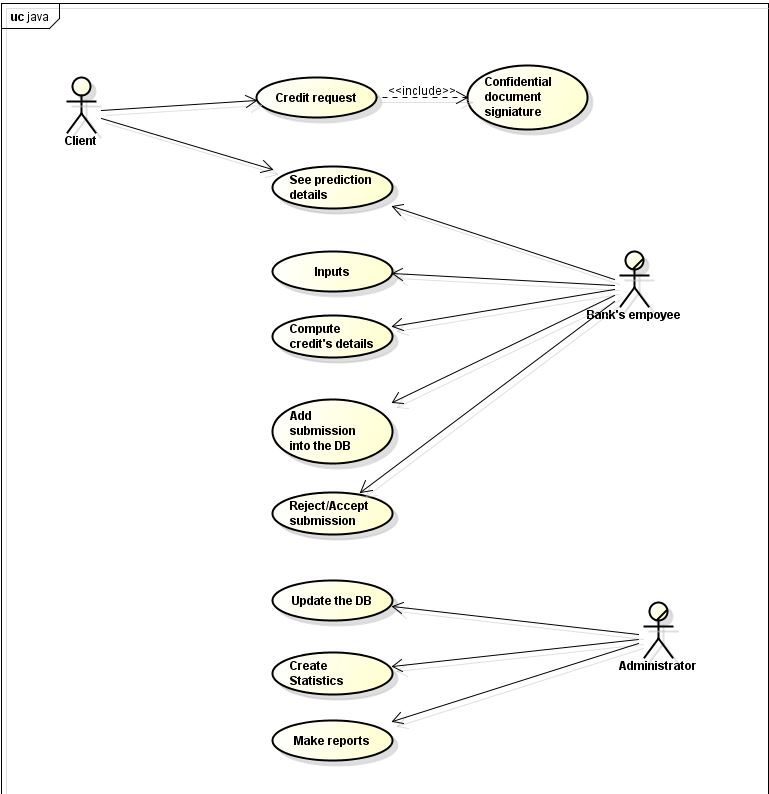 uc java
Client
Credit request
<<include>>
Confidential
document
signiature
See prediction
details
Inputs
Bank's empoyee
Compute
credit's details
Add
submission
into the DB
Reject/Accept
submission
Update the DB
Administrator
Create
Statistics
Make reports